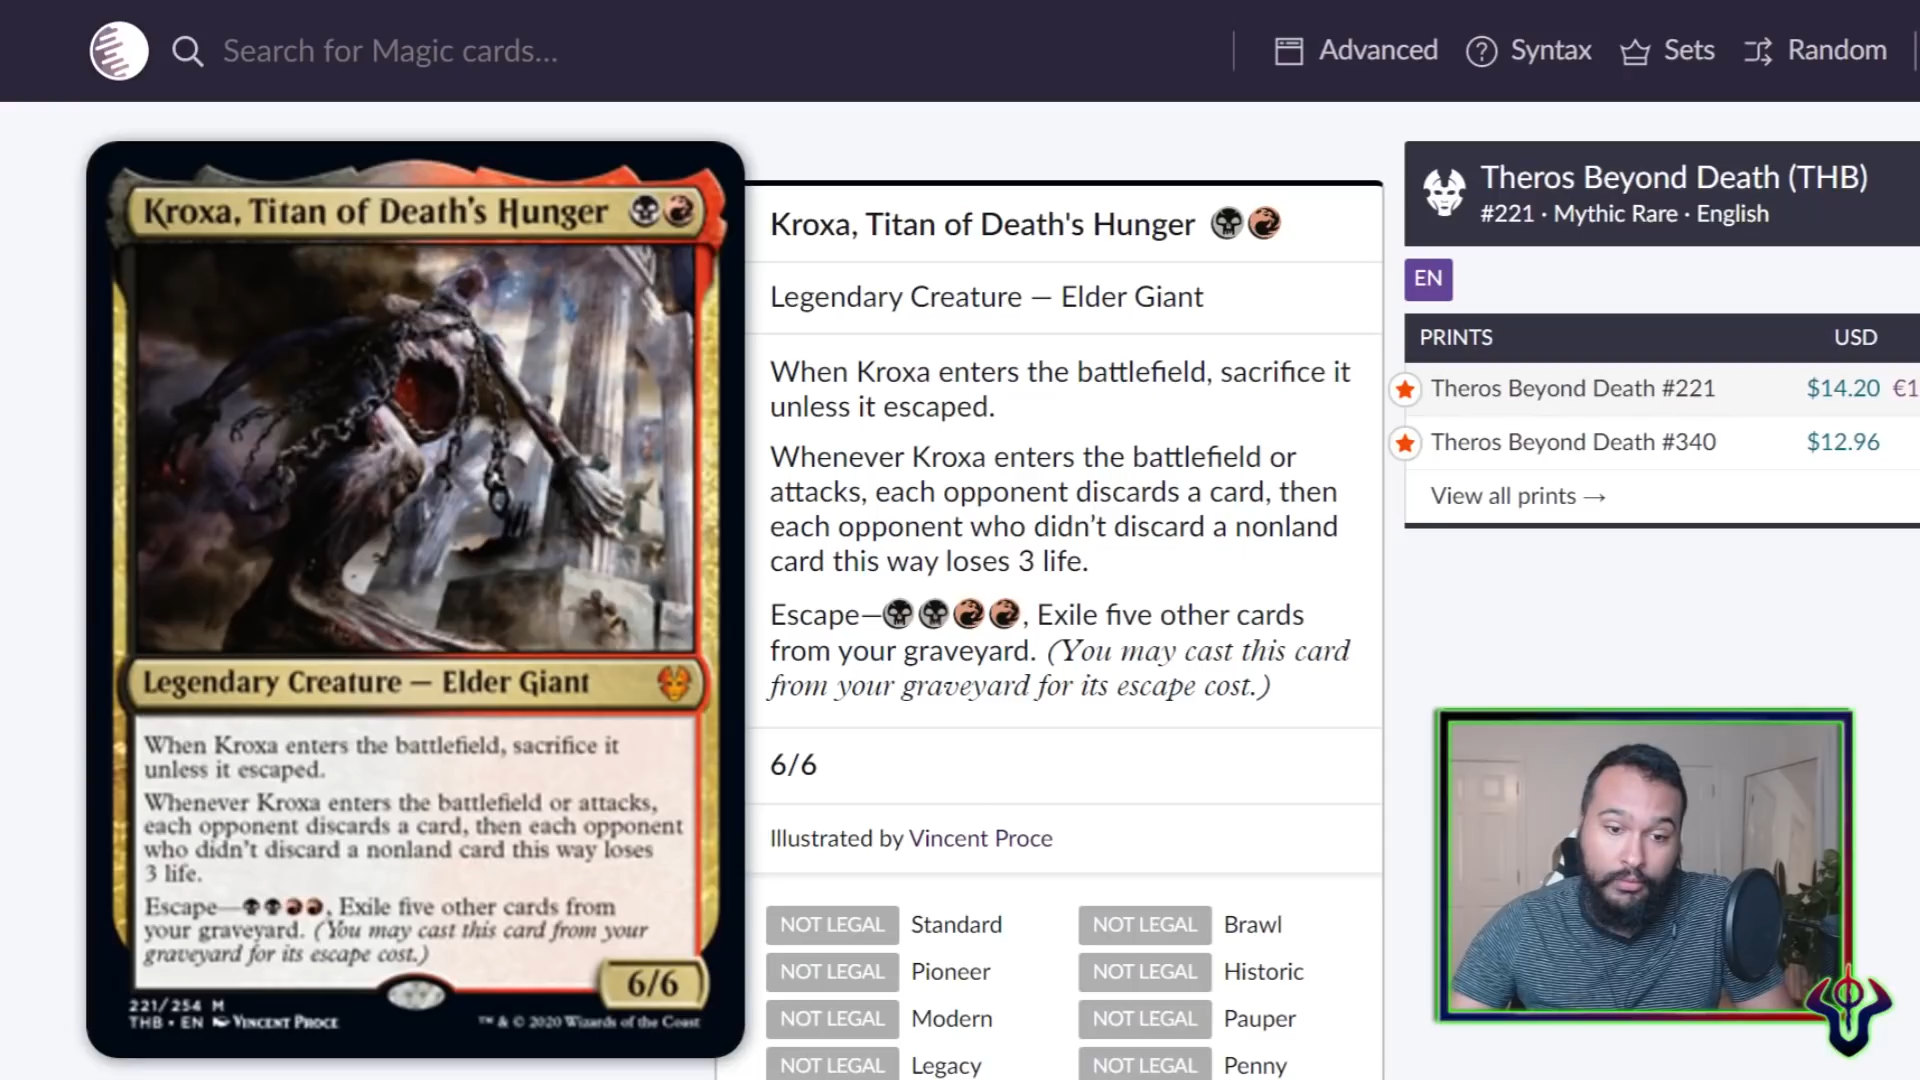 Search for Magic cards...
Advanced
Syntax
Sets
Random
Kroxa, Titan of Death's Hunger
Legendary Creature — Elder Giant
When Kroxa enters the battlefield, sacrifice it
unless it escaped.
Whenever Kroxa enters the battlefield or attacks,
each opponent discards a card, then each opponent
who didn't discard a nonland card this way loses
3 life.
Escape—, Exile five other cards from
your graveyard. (You may cast this card from your
graveyard for its escape cost.)
6/6
221/254 M
THB • EN VINCENT PROCE
™ & © 2020 Wizards of the Coast
Kroxa, Titan of Death's Hunger
Legendary Creature — Elder Giant
When Kroxa enters the battlefield, sacrifice it
unless it escaped.
Whenever Kroxa enters the battlefield or
attacks, each opponent discards a card, then
each opponent who didn't discard a nonland
card this way loses 3 life.
Escape—, Exile five other cards
from your graveyard. (You may cast this card
from your graveyard for its escape cost.)
6/6
Illustrated by Vincent Proce
NOT LEGAL Standard NOT LEGAL Brawl
NOT LEGAL Pioneer NOT LEGAL Historic
NOT LEGAL Modern NOT LEGAL Pauper
NOT LEGAL Legacy NOT LEGAL Penny
Theros Beyond Death (THB)
#221 · Mythic Rare · English
EN
PRINTS USD
Theros Beyond Death #221 $14.20 €1
Theros Beyond Death #340 $12.96
View all prints →